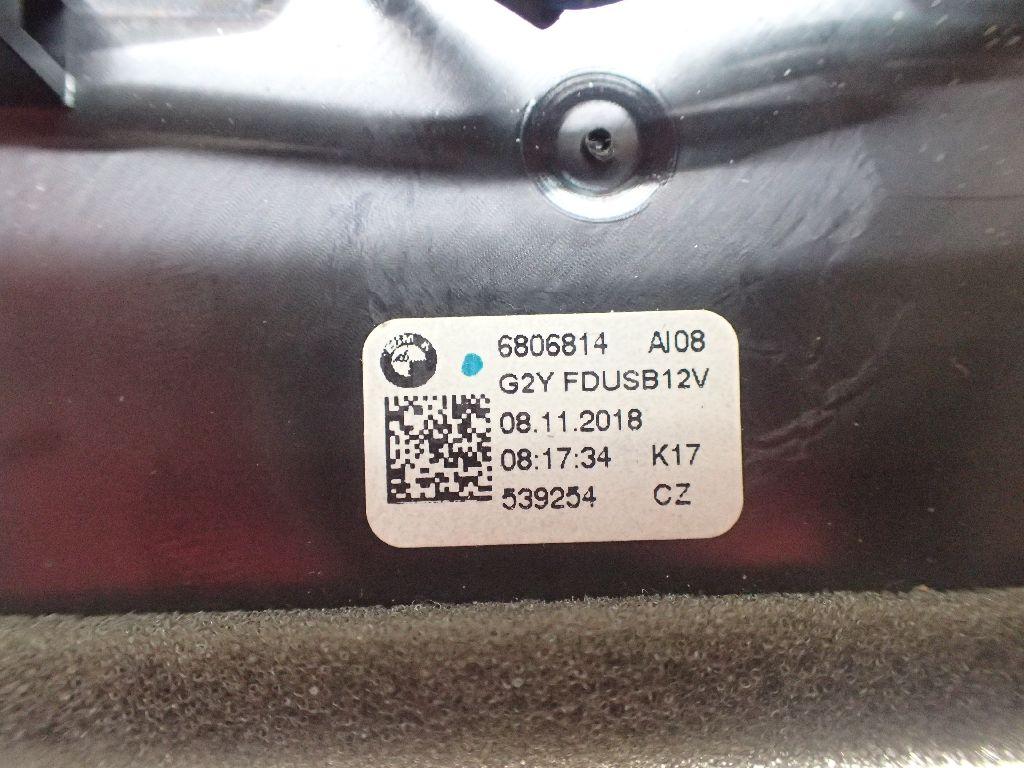 6806814 AI08
G2Y FDUSB12V
08.11.2018
08:17:34 K17
539254 CZ